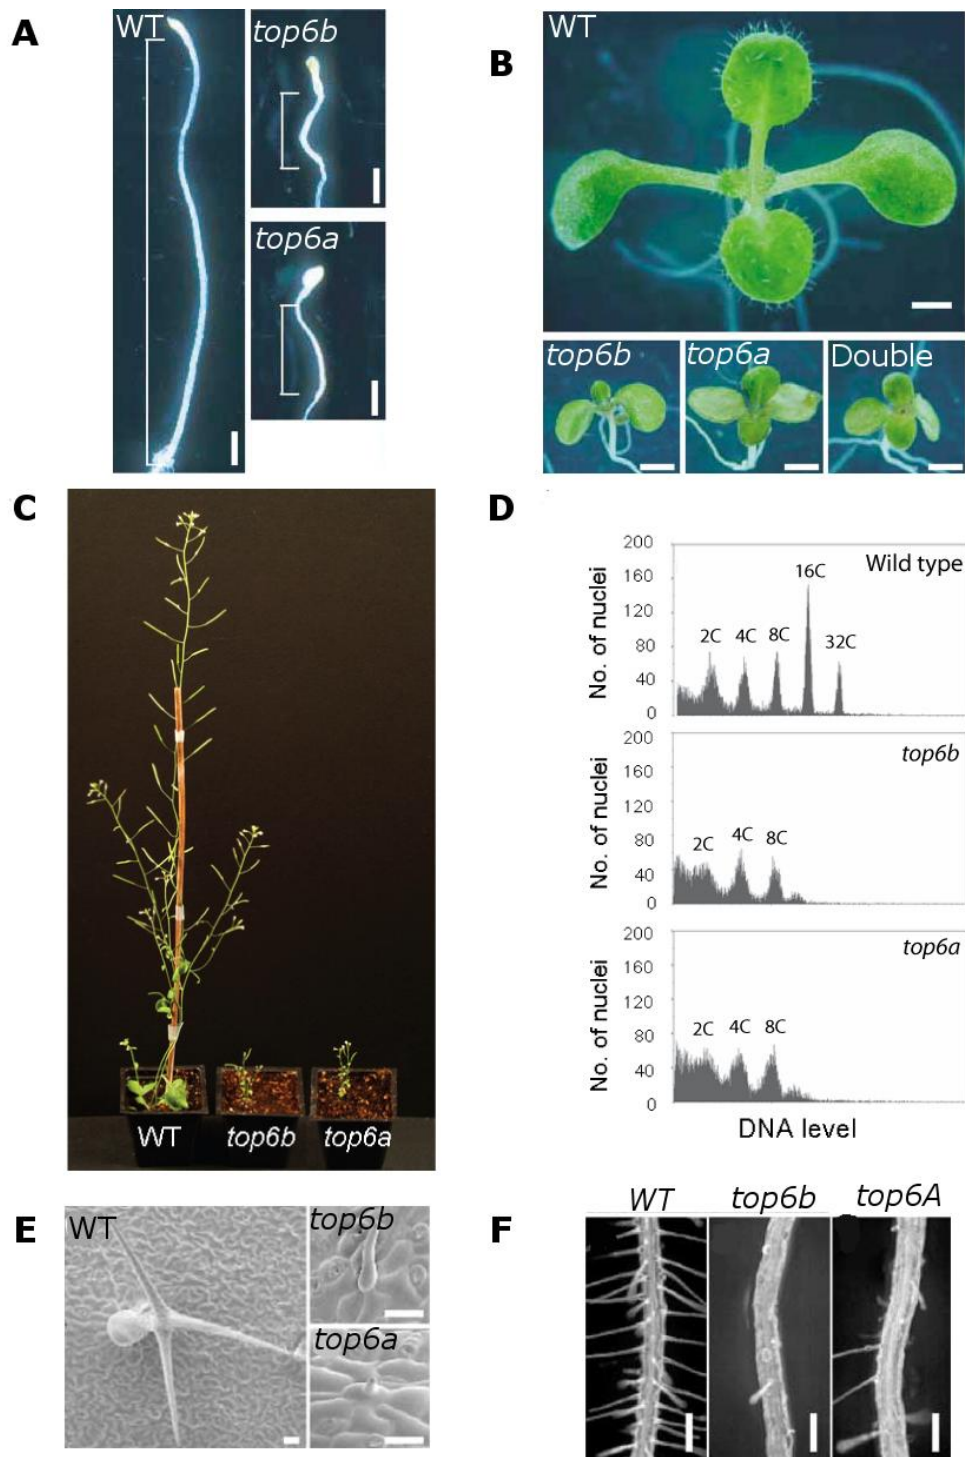 A
WT
top6b
top6a
B
WT
top6b
top6a
Double
C
WT
top6b
top6a
D
200
160
120
80
40
0
No. of nuclei
Wild type
2C
4C
8C
16C
32C
200
160
120
80
40
0
No. of nuclei
top6b
2C
4C
8C
200
160
120
80
40
0
No. of nuclei
top6a
2C
4C
8C
DNA level
E
WT
top6b
top6a
F
WT
top6b
top6A